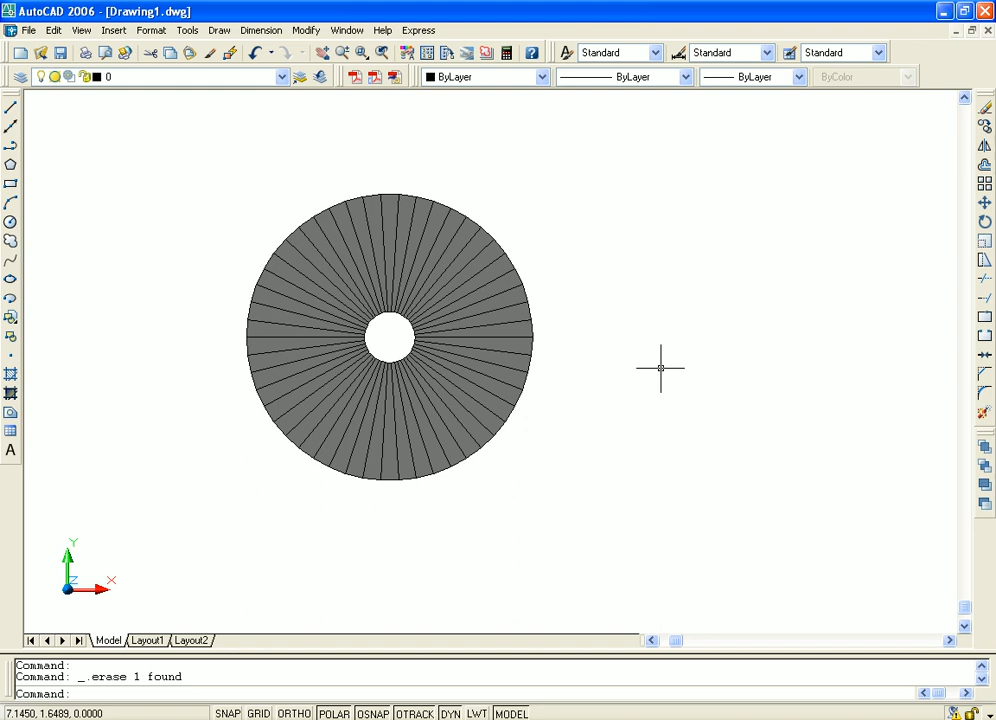 AutoCAD 2006 - [Drawing1.dwg]
File Edit View Insert Format Tools Draw Dimension Modify Window Help Express
Standard Standard Standard
0 ByLayer ByLayer ByLayer ByColor
A
Y
Z X
Model Layout1 Layout2
Command:
Command: _.erase 1 found
Command:
7.1450, 1.6489, 0.0000 SNAP GRID ORTHO POLAR OSNAP OTRACK DYN LWT MODEL